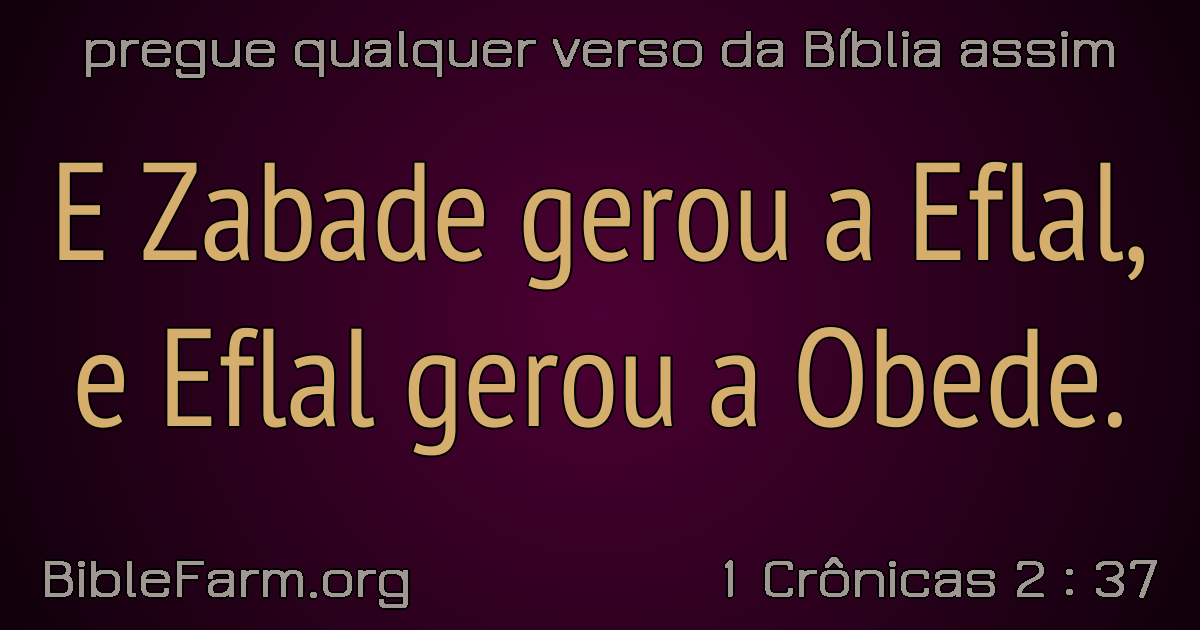 pregue qualquer verso da Bíblia assim
E Zabade gerou a Eflal,
e Eflal gerou a Obede.
BibleFarm.org
1 Crônicas 2 : 37